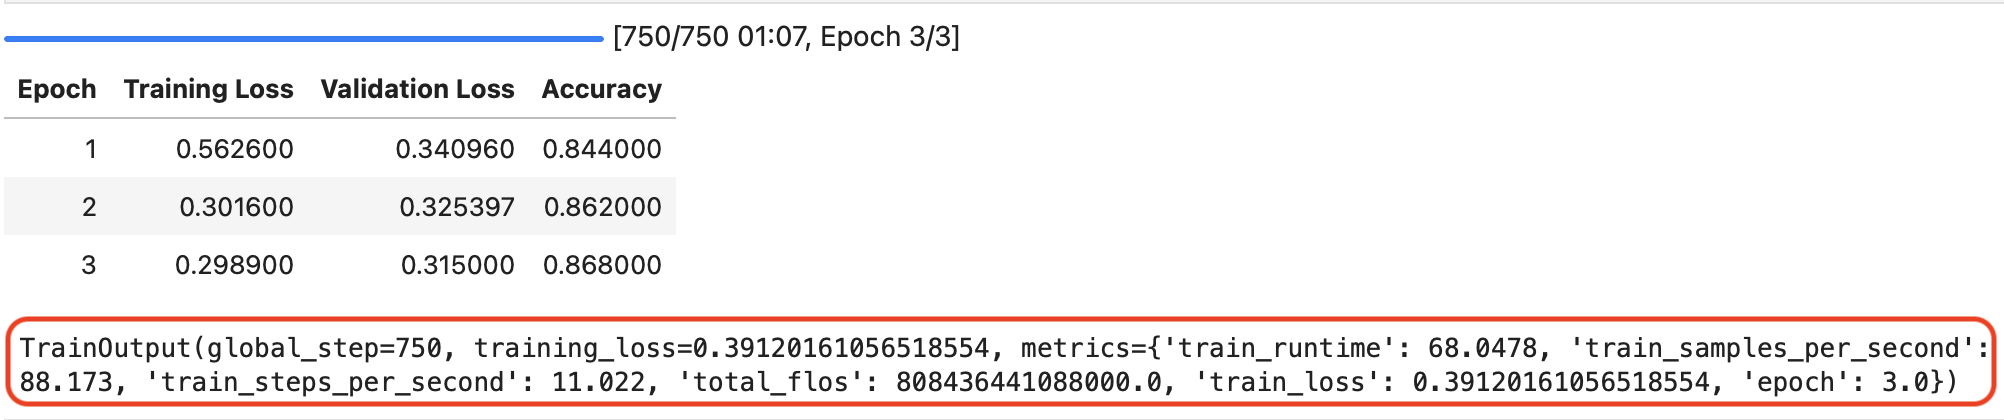 [750/750 01:07, Epoch 3/3]
Epoch Training Loss Validation Loss Accuracy
1 0.562600 0.340960 0.844000
2 0.301600 0.325397 0.862000
3 0.298900 0.315000 0.868000
TrainOutput(global_step=750, training_loss=0.39120161056518554, metrics={'train_runtime': 68.0478, 'train_samples_per_second':
88.173, 'train_steps_per_second': 11.022, 'total_flos': 808436441088000.0, 'train_loss': 0.39120161056518554, 'epoch': 3.0})